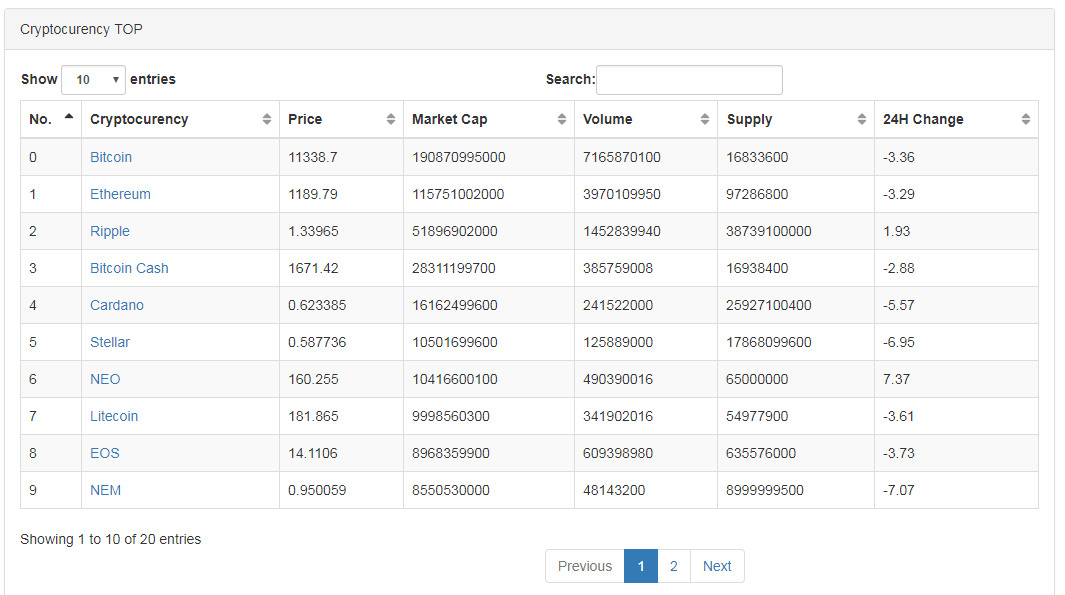 Cryptocurency TOP
Show 10 entries Search:
No. Cryptocurency Price Market Cap Volume Supply 24H Change
0 Bitcoin 11338.7 190870995000 7165870100 16833600 -3.36
1 Ethereum 1189.79 115751002000 3970109950 97286800 -3.29
2 Ripple 1.33965 51896902000 1452839940 38739100000 1.93
3 Bitcoin Cash 1671.42 28311199700 385759008 16938400 -2.88
4 Cardano 0.623385 16162499600 241522000 25927100400 -5.57
5 Stellar 0.587736 10501699600 125889000 17868099600 -6.95
6 NEO 160.255 10416600100 490390016 65000000 7.37
7 Litecoin 181.865 9998560300 341902016 54977900 -3.61
8 EOS 14.1106 8968359900 609398980 635576000 -3.73
9 NEM 0.950059 8550530000 48143200 8999999500 -7.07
Showing 1 to 10 of 20 entries
Previous 1 2 Next